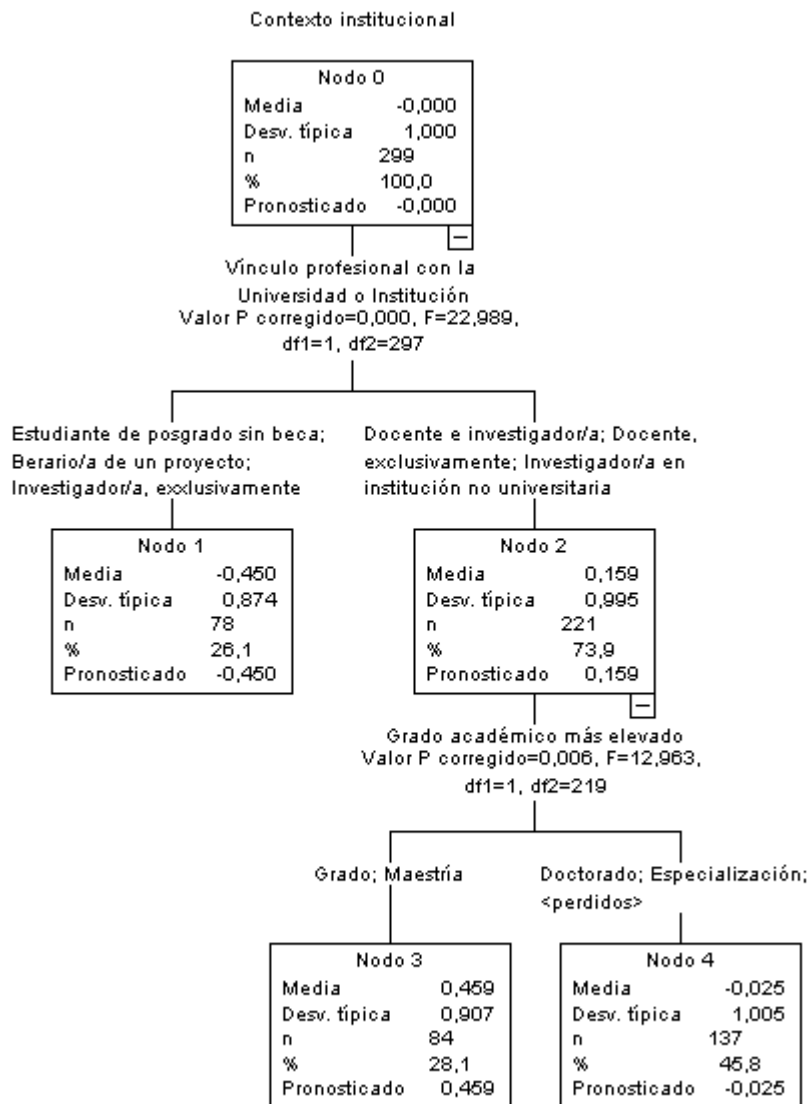 Contexto institucional
Nodo 0
Media -0,000
Desv. típica 1,000
n 299
% 100,0
Pronosticado -0,000
Vínculo profesional con la
Universidad o Institución
Valor P corregido=0,000, F=22,989,
df1=1, df2=297
Estudiante de posgrado sin beca;
Berario/a de un proyecto;
Investigador/a, exxlusivamente
Docente e investigador/a; Docente,
exclusivamente; Investigador/a en
institución no universitaria
Nodo 1
Media -0,450
Desv. típica 0,874
n 78
% 26,1
Pronosticado -0,450
Nodo 2
Media 0,159
Desv. típica 0,995
n 221
% 73,9
Pronosticado 0,159
Grado académico más elevado
Valor P corregido=0,006, F=12,963,
df1=1, df2=219
Grado; Maestría
Doctorado; Especialización;
<perdidos>
Nodo 3
Media 0,459
Desv. típica 0,907
n 84
% 28,1
Pronosticado 0,459
Nodo 4
Media -0,025
Desv. típica 1,005
n 137
% 45,8
Pronosticado -0,025